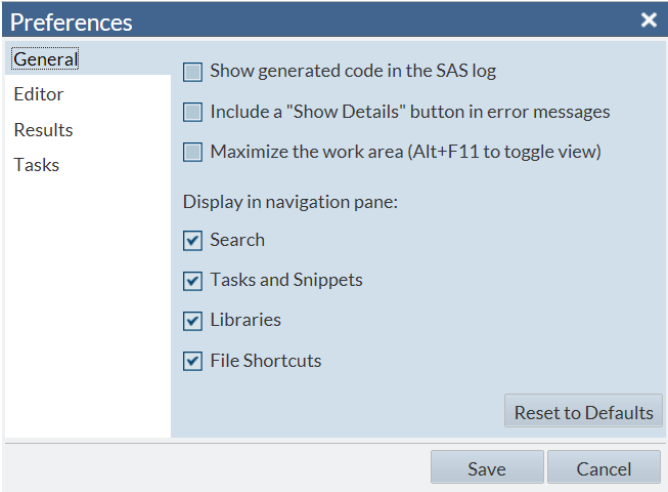 Preferences
General
Editor
Results
Tasks
Show generated code in the SAS log
Include a "Show Details" button in error messages
Maximize the work area (Alt+F11 to toggle view)
Display in navigation pane:
Search
Tasks and Snippets
Libraries
File Shortcuts
Reset to Defaults
Save
Cancel